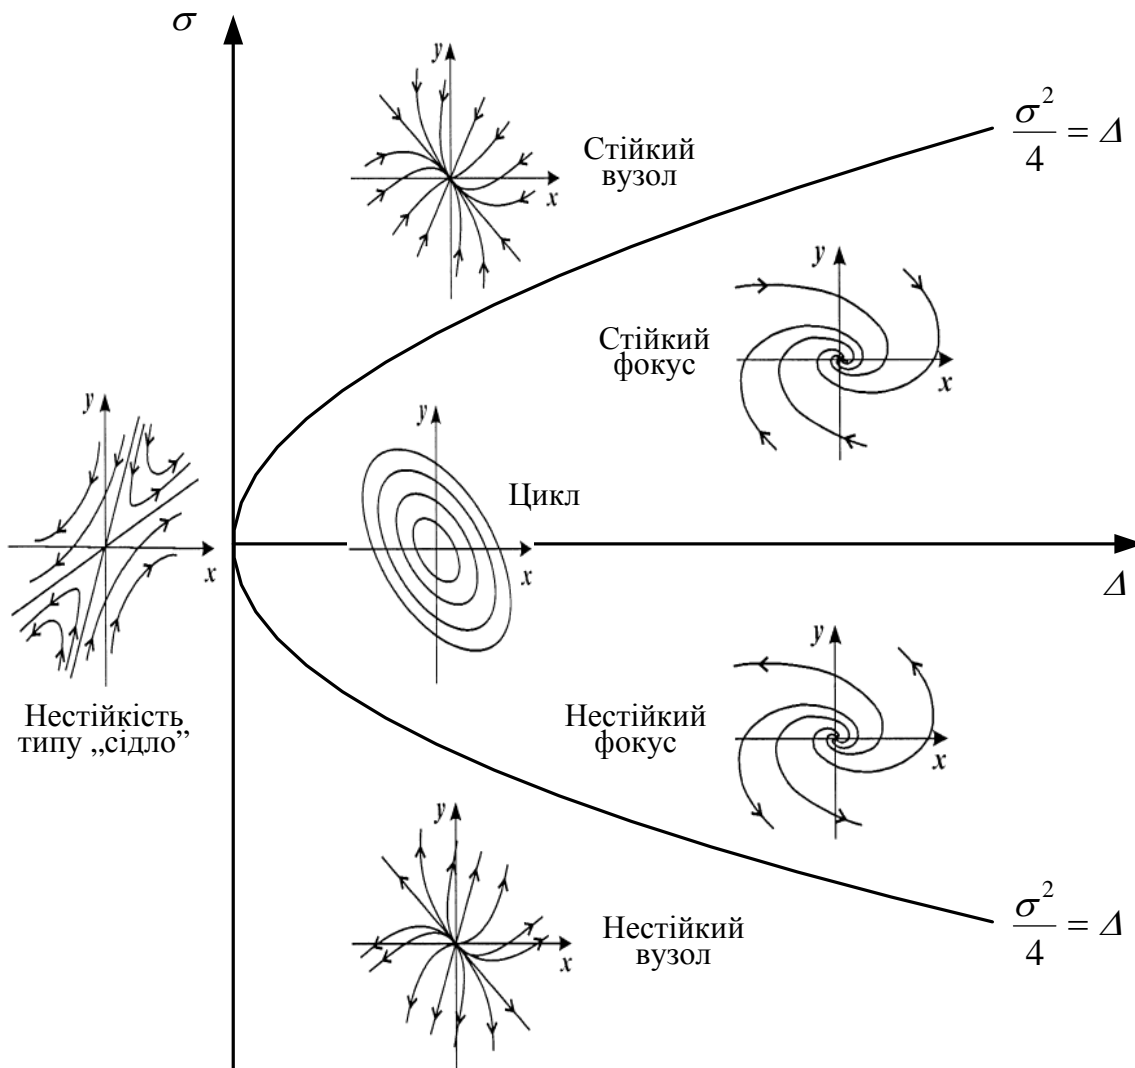 σ
y
x
Стійкий
вузол
σ²/4 = Δ
y
x
Стійкий
фокус
y
x
Нестійкість
типу „сідло”
y
x
Цикл
Δ
y
x
Нестійкий
фокус
y
x
Нестійкий
вузол
σ²/4 = Δ